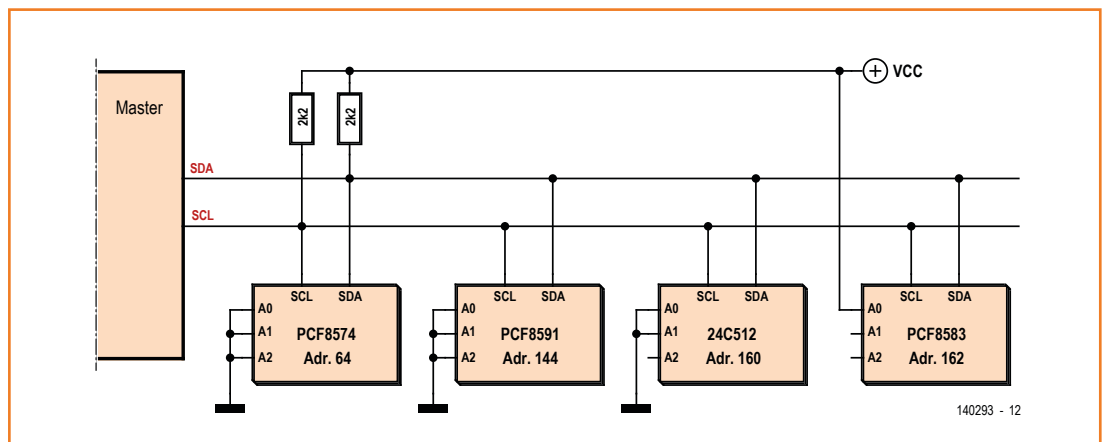 VCC
Master
2k2 2k2
SDA
SCL
SCL SDA SCL SDA SCL SDA SCL SDA
A0 A0 A0 A0
A1 PCF8574 A1 PCF8591 A1 24C512 A1 PCF8583
A2 Adr. 64 A2 Adr. 144 A2 Adr. 160 A2 Adr. 162
140293 - 12